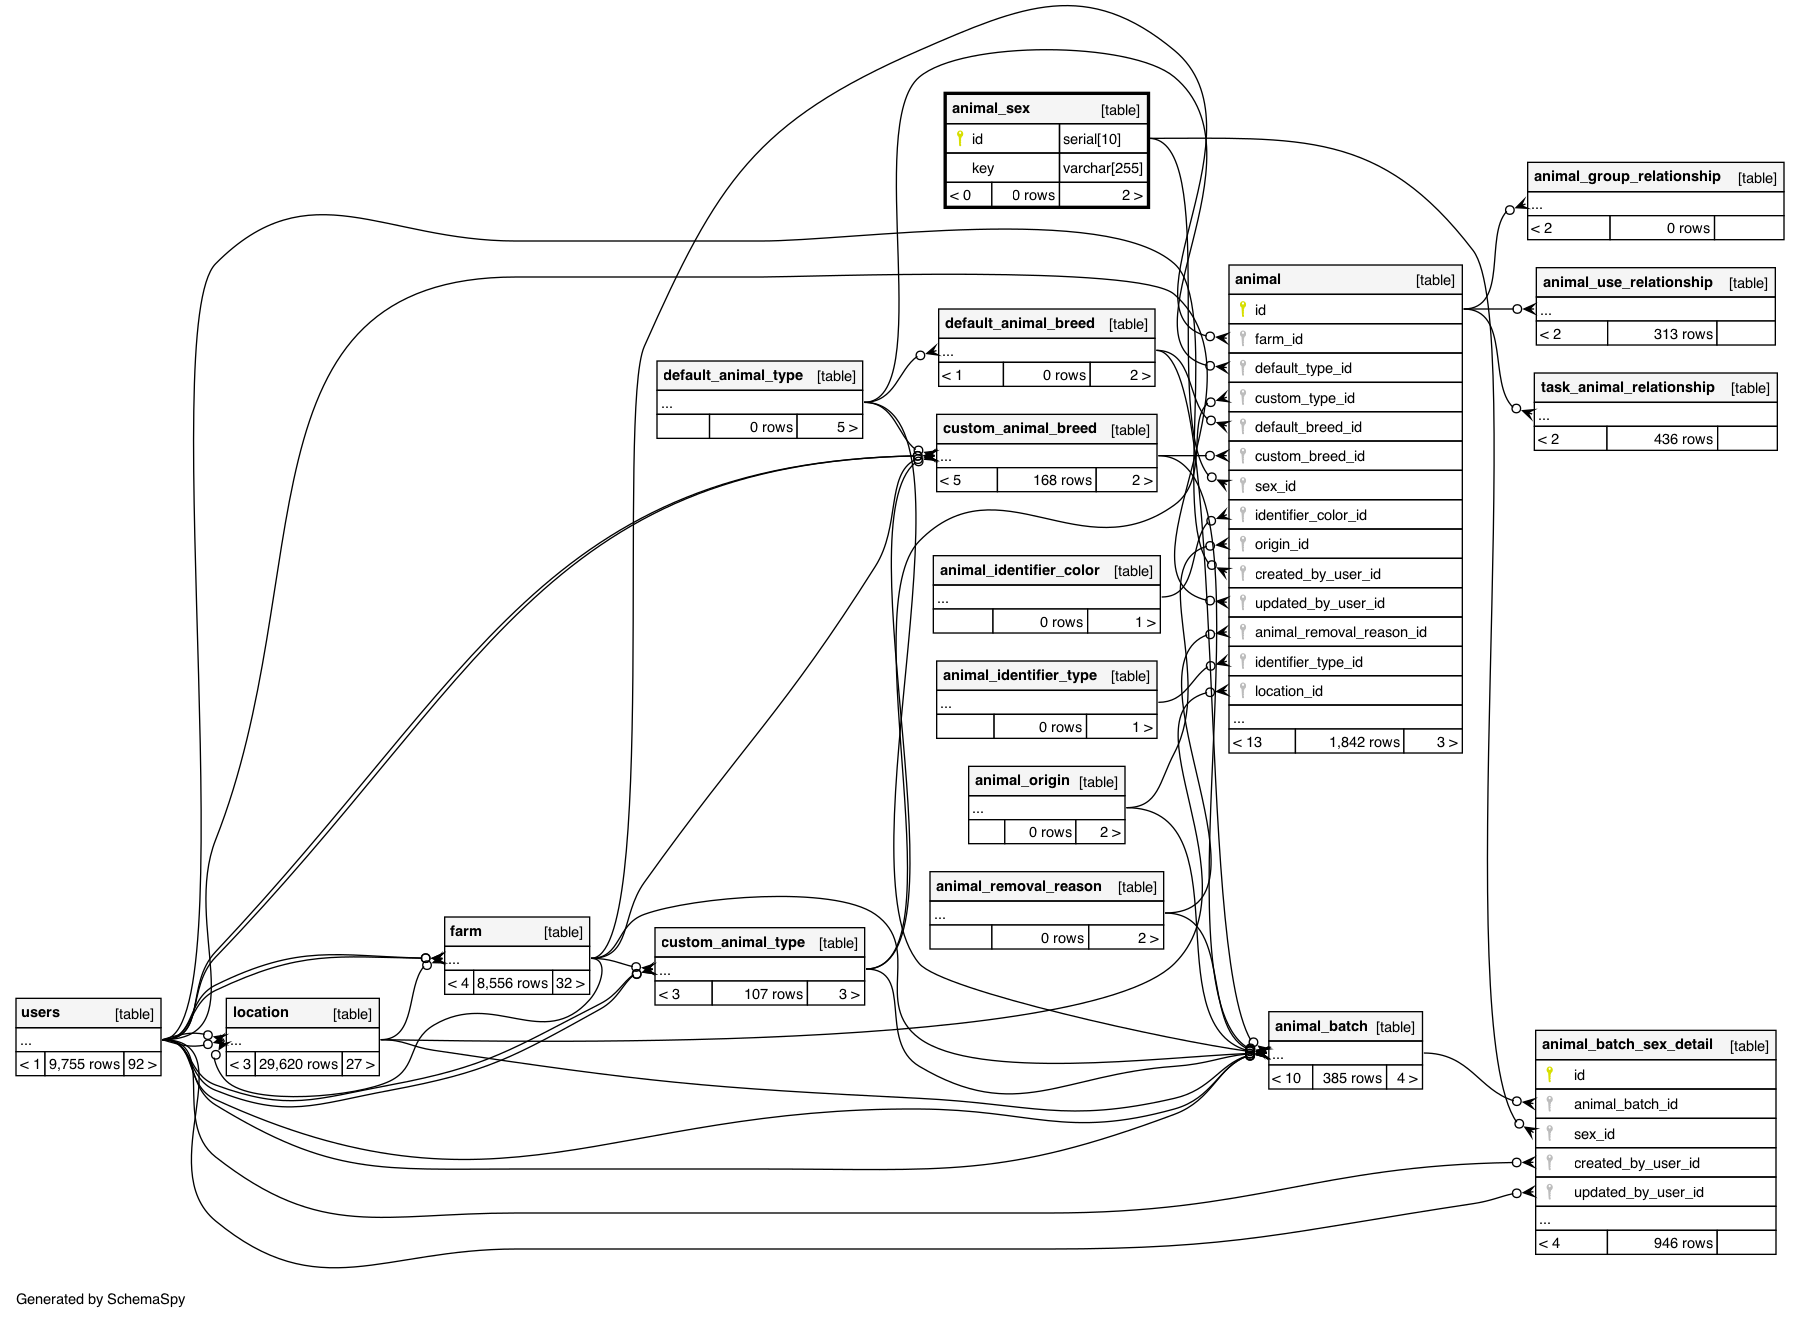 animal_sex [table]
id serial[10]
key varchar[255]
< 0 0 rows 2 >
animal_group_relationship [table]
...
< 2 0 rows
animal [table]
id
farm_id
default_type_id
custom_type_id
default_breed_id
custom_breed_id
sex_id
identifier_color_id
origin_id
created_by_user_id
updated_by_user_id
animal_removal_reason_id
identifier_type_id
location_id
...
< 13 1,842 rows 3 >
animal_use_relationship [table]
...
< 2 313 rows
default_animal_breed [table]
...
< 1 0 rows 2 >
default_animal_type [table]
...
0 rows 5 >
task_animal_relationship [table]
...
< 2 436 rows
custom_animal_breed [table]
...
< 5 168 rows 2 >
animal_identifier_color [table]
...
0 rows 1 >
animal_identifier_type [table]
...
0 rows 1 >
animal_origin [table]
...
0 rows 2 >
animal_removal_reason [table]
...
0 rows 2 >
farm [table]
...
< 4 8,556 rows 32 >
custom_animal_type [table]
...
< 3 107 rows 3 >
users [table]
...
< 1 9,755 rows 92 >
location [table]
...
< 3 29,620 rows 27 >
animal_batch [table]
...
< 10 385 rows 4 >
animal_batch_sex_detail [table]
id
animal_batch_id
sex_id
created_by_user_id
updated_by_user_id
...
< 4 946 rows
Generated by SchemaSpy